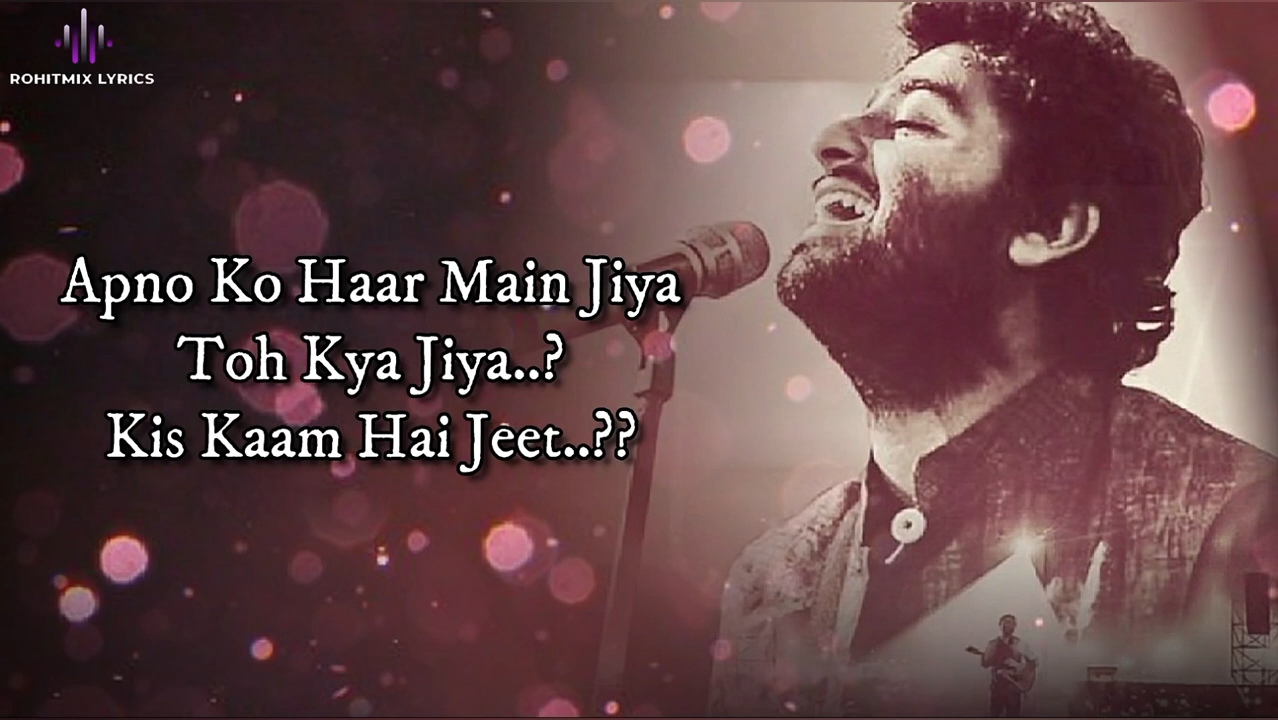 ROHITMIX LYRICS
Apno Ko Haar Main Jiya
Toh Kya Jiya..?
Kis Kaam Hai Jeet..??